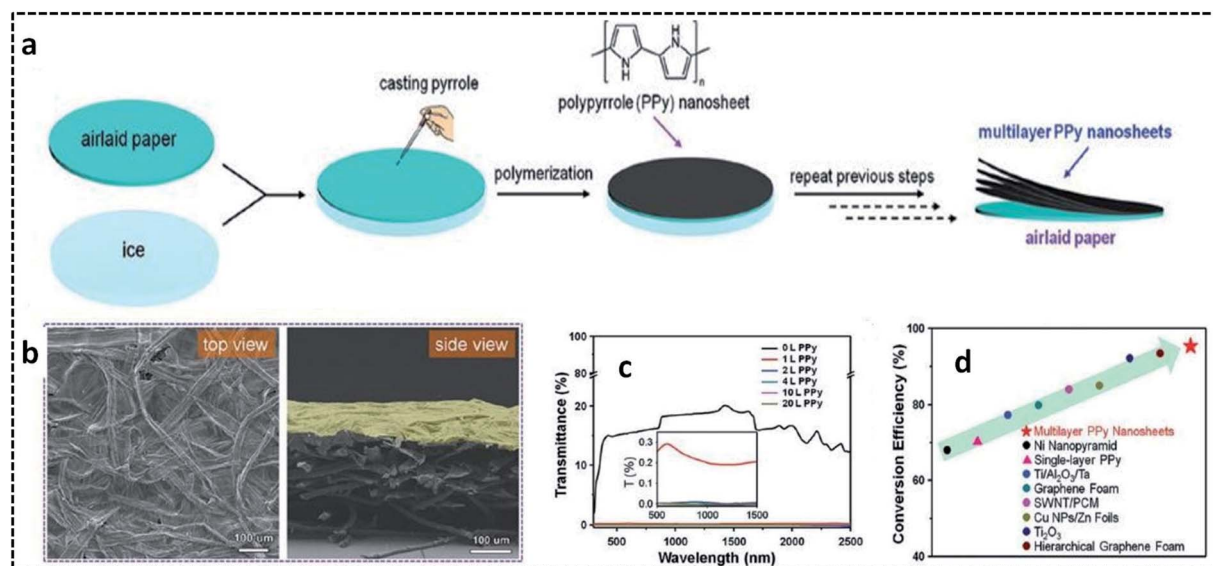 a
airlaid paper
ice
casting pyrrole
polymerization
N
H
H
N
n
polypyrrole (PPy) nanosheet
repeat previous steps
multilayer PPy nanosheets
airlaid paper
b
top view
100 um
side view
100 um
c
Transmittance (%)
100
80
20
10
0
500 1000 1500 2000 2500
Wavelength (nm)
0 L PPy
1 L PPy
2 L PPy
4 L PPy
10 L PPy
20 L PPy
T (%)
0.3
0.2
0.1
0.0
500 1000 1500
d
Conversion Efficiency (%)
100
90
80
70
60
50
40
Multilayer PPy Nanosheets
Ni Nanopyramid
Single-layer PPy
Ti/Al₂O₃/Ta
Graphene Foam
SWNT/PCM
Cu NPs/Zn Foils
Ti₂O₃
Hierarchical Graphene Foam